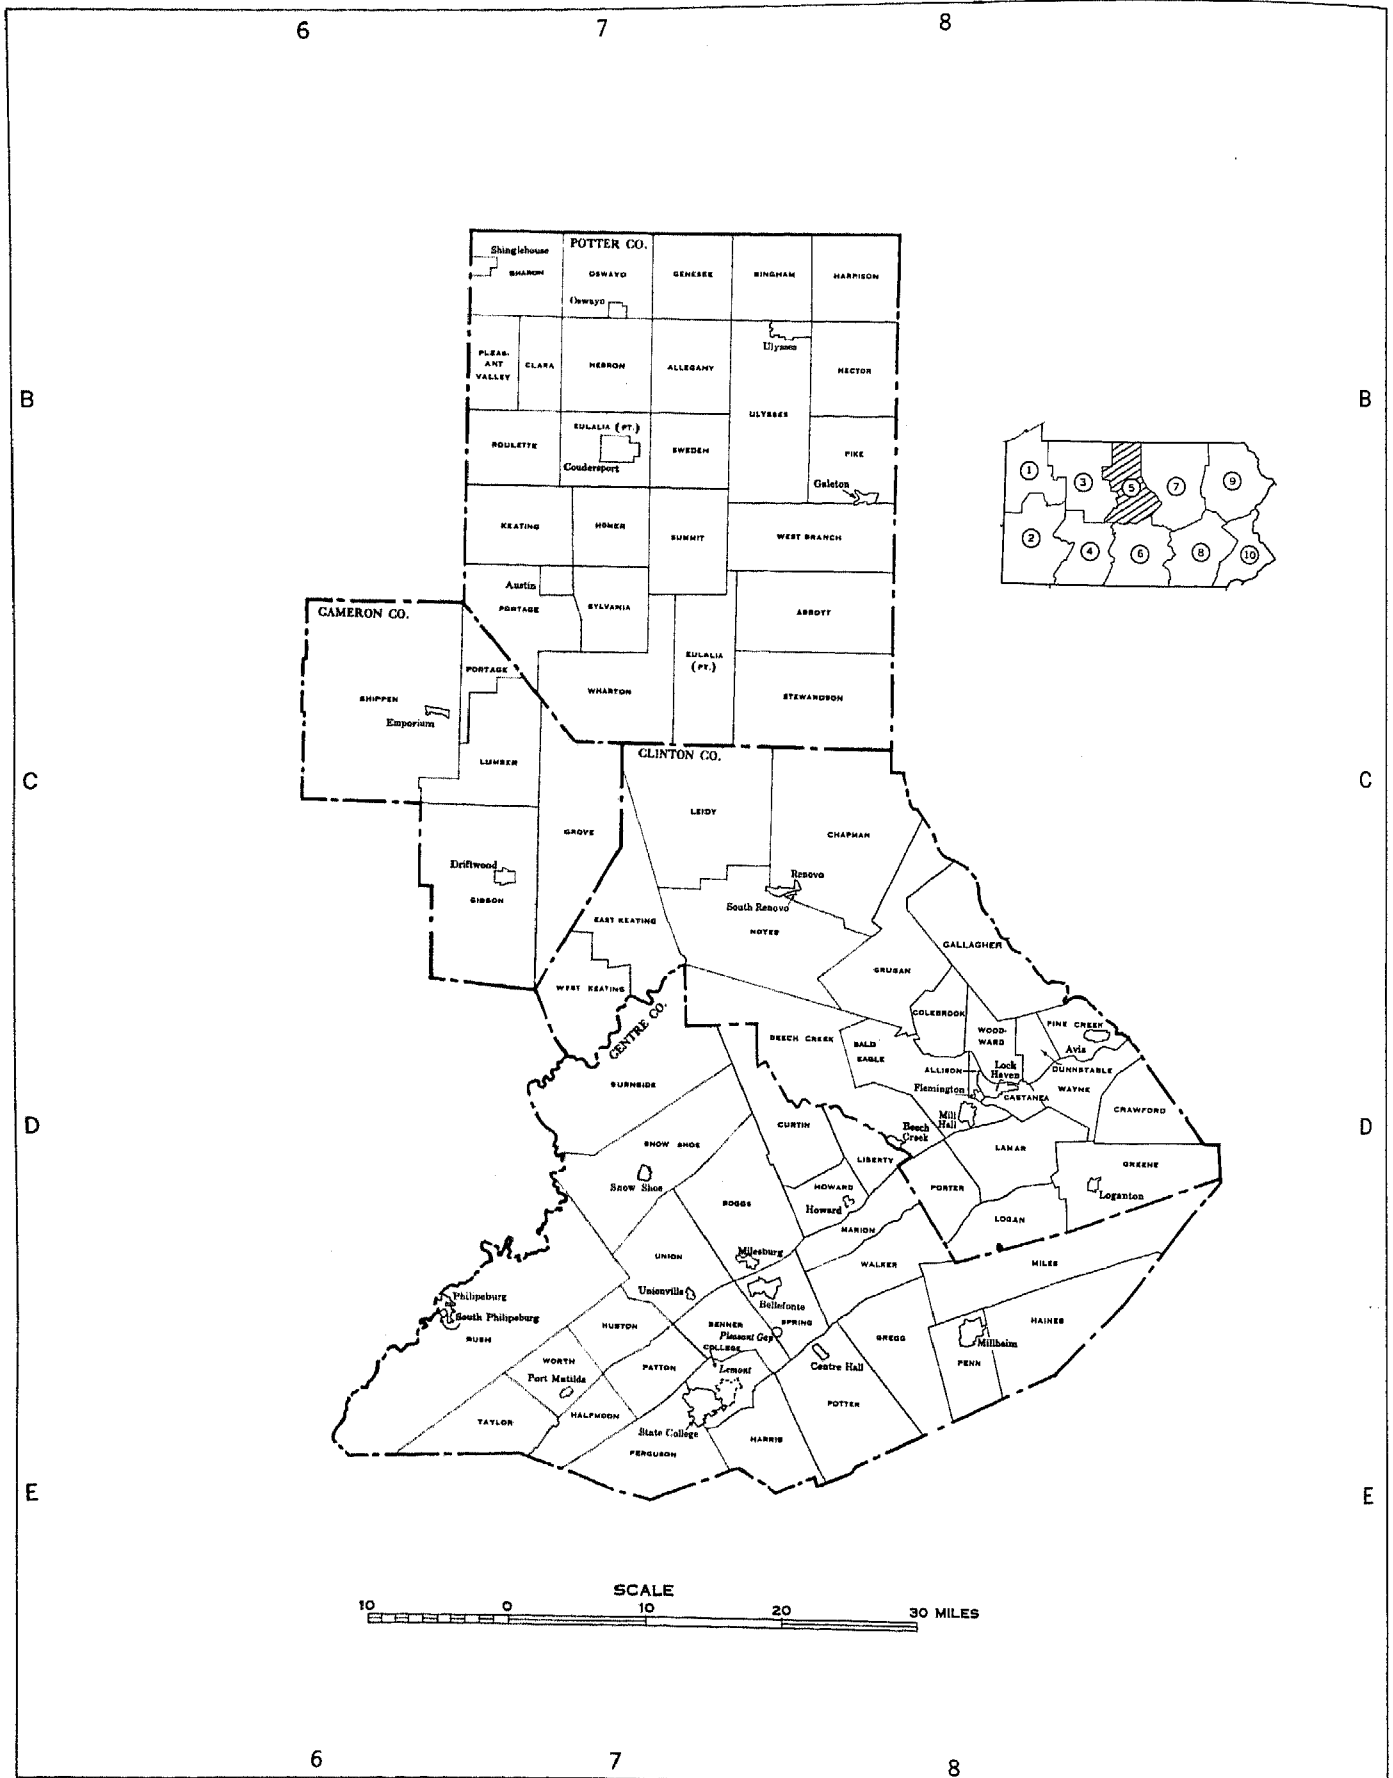 6 7 8
POTTER CO.
Shinglehouse
SHARON
OSWAYO
GENESEE
BINGHAM
HARRISON
Oswayo
Ulysses
PLEAS-
ANT
VALLEY
CLARA
HEBRON
ALLEGANY
HECTOR
B
B
ULYSSES
EULALIA (PT.)
ROULETTE
SWEDEN
PIKE
Coudersport
Galeton
1
3
5
7
9
2
4
6
8
10
KEATING
HOMER
SUMMIT
WEST BRANCH
Austin
PORTAGE
SYLVANIA
ABBOTT
CAMERON CO.
EULALIA
(PT.)
PORTAGE
WHARTON
SHIPPEN
STEWARDSON
Emporium
CLINTON CO.
LUMBER
C
C
LEIDY
GROVE
CHAPMAN
Driftwood
Renovo
GIBSON
South Renovo
EAST KEATING
NOYES
GALLAGHER
GRUGAN
WEST KEATING
CENTRE CO.
COLEBROOK
WOOD-
WARD
PINE CREEK
Avis
BEECH CREEK
BALD
EAGLE
ALLISON
Lock
Haven
DUNNSTABLE
BURNSIDE
Flemington
CASTANEA
WAYNE
CRAWFORD
Mill
Hall
D
D
CURTIN
Beech
Creek
SNOW SHOE
LAMAR
LIBERTY
GREENE
Snow Shoe
HOWARD
PORTER
Loganton
BOGGS
Howard
LOGAN
MARION
UNION
Milesburg
WALKER
MILES
Unionville
Bellefonte
Philipsburg
South Philipsburg
RUSH
HUSTON
BENNER
SPRING
HAINES
Pleasant Gap
GREGG
Millheim
COLLEGE
WORTH
PATTON
Lemont
Centre Hall
PENN
Port Matilda
POTTER
TAYLOR
HALFMOON
State College
HARRIS
FERGUSON
E
E
SCALE
10 0 10 20 30 MILES
6 7 8